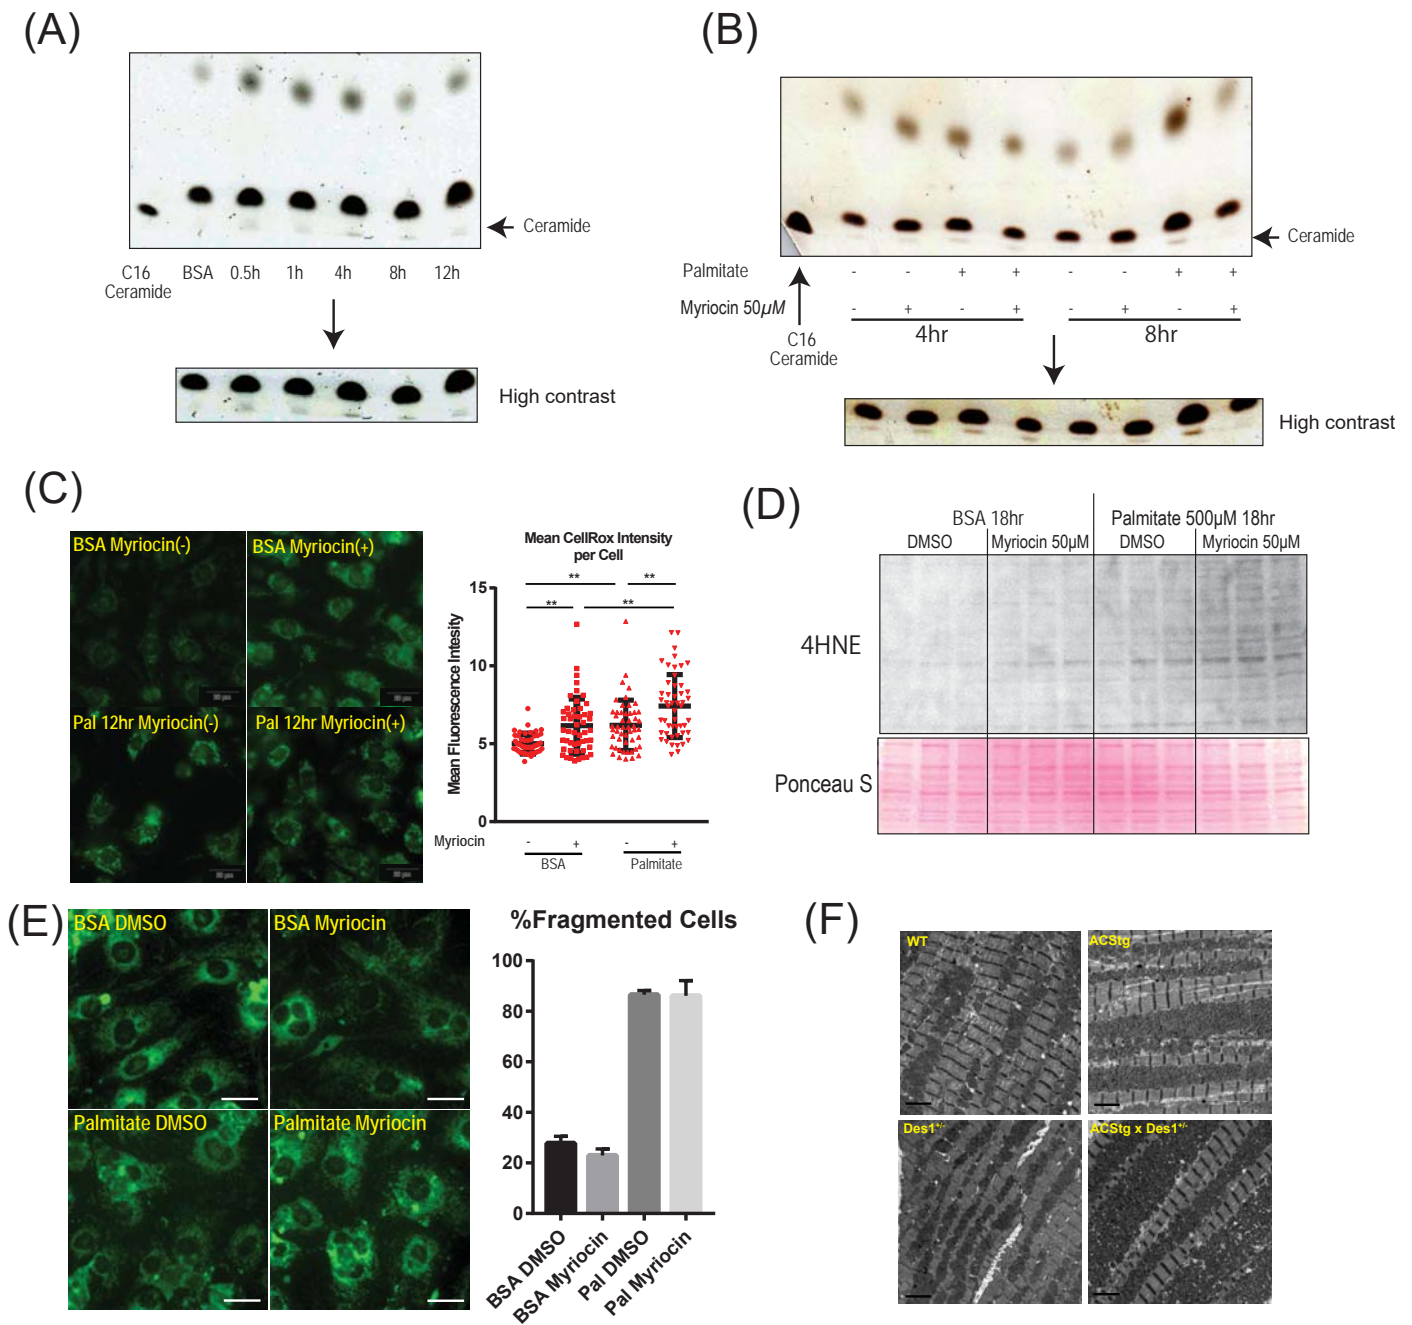 (A)
Ceramide
C16
Ceramide
BSA 0.5h 1h 4h 8h 12h
High contrast
(B)
Ceramide
Palmitate - - + + - - + +
Myriocin 50µM - + - + - + - +
4hr 8hr
C16
Ceramide
High contrast
(C)
BSA Myriocin(-)
BSA Myriocin(+)
Pal 12hr Myriocin(-)
Pal 12hr Myriocin(+)
Mean CellRox Intensity
per Cell
Mean Fluorescence Intesity
15
10
5
0
** **
** **
Myriocin - + - +
BSA Palmitate
(D)
BSA 18hr Palmitate 500µM 18hr
DMSO Myriocin 50µM DMSO Myriocin 50µM
4HNE
Ponceau S
(E)
BSA DMSO
BSA Myriocin
Palmitate DMSO
Palmitate Myriocin
%Fragmented Cells
100
80
60
40
20
0
BSA DMSO
BSA Myriocin
Pal DMSO
Pal Myriocin
(F)
WT
ACStg
Des1+/-
ACStg x Des1+/-